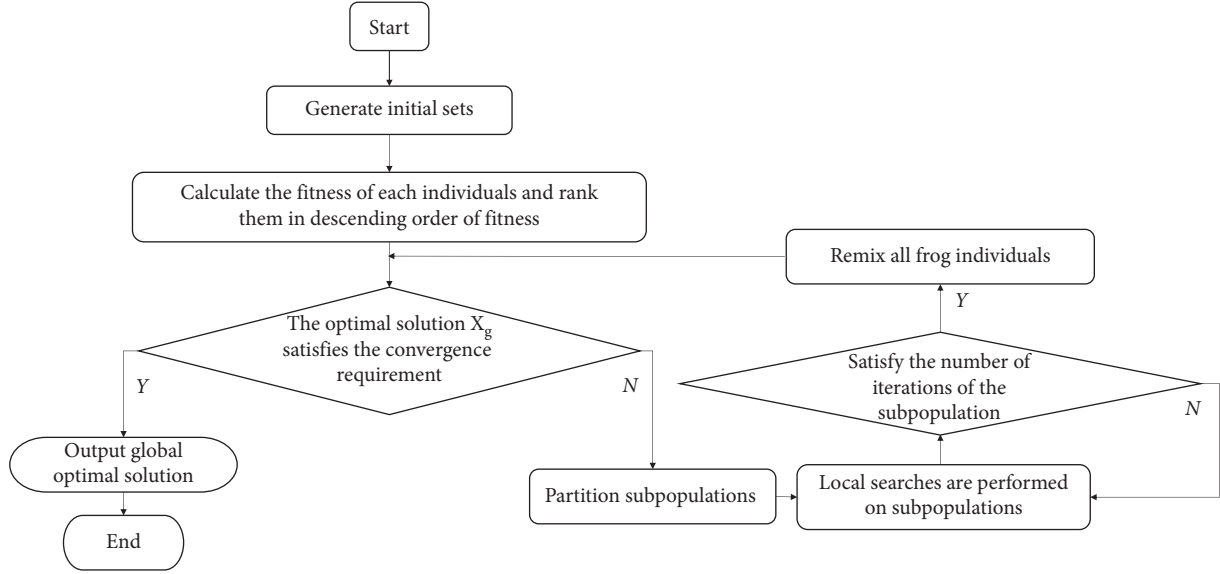 Start
Generate initial sets
Calculate the fitness of each individuals and rank
them in descending order of fitness
Remix all frog individuals
Y
The optimal solution Xg
satisfies the convergence
requirement
Y
N
Satisfy the number of
iterations of the
subpopulation
N
Output global
optimal solution
Partition subpopulations
Local searches are performed
on subpopulations
End